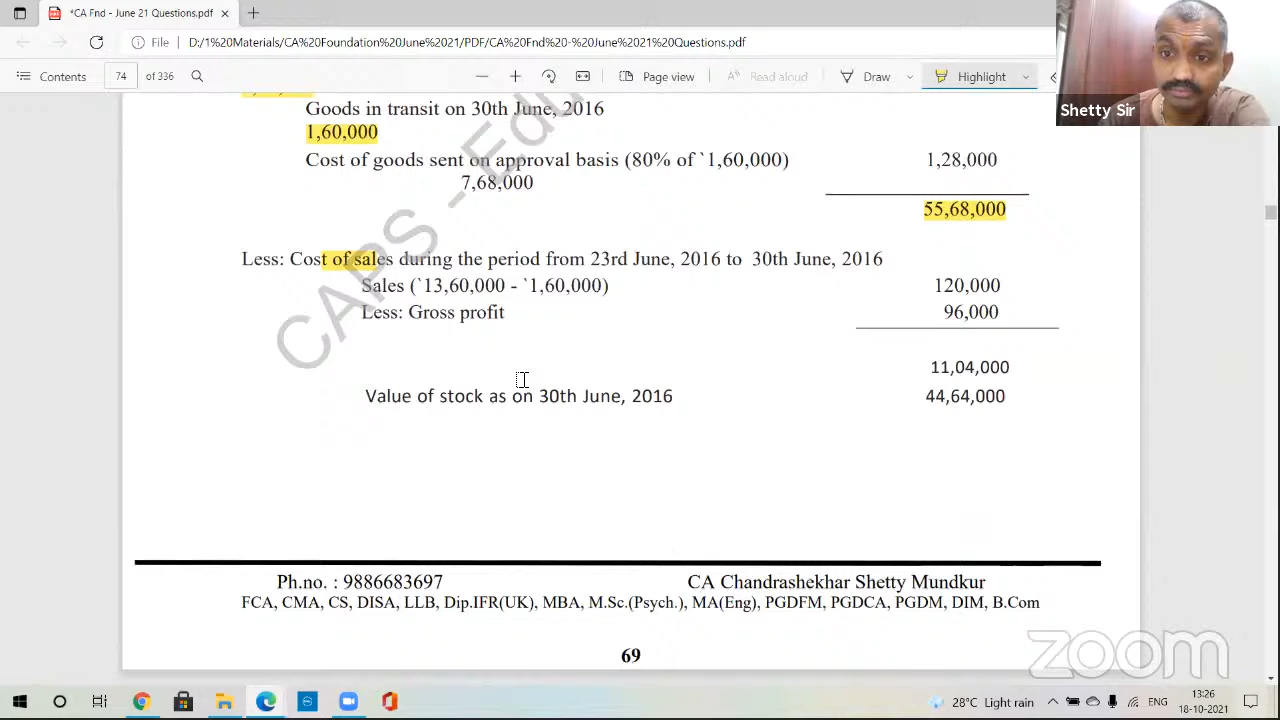 *CA Fnd - June 21 Questions.pdf
File D:/1%20Materials/CA%20Foundation%20June%2021/PDF/CA%20Fnd%20-%20June%2021%20Questions.pdf
Contents 74 of 336 Page view Read aloud Draw Highlight
Shetty Sir
Goods in transit on 30th June, 2016
1,60,000
Cost of goods sent on approval basis (80% of `1,60,000) 1,28,000
7,68,000
55,68,000
Less: Cost of sales during the period from 23rd June, 2016 to 30th June, 2016
Sales (`13,60,000 - `1,60,000) 120,000
Less: Gross profit 96,000
11,04,000
Value of stock as on 30th June, 2016 44,64,000
CAPS - Edu
Ph.no. : 9886683697 CA Chandrashekhar Shetty Mundkur
FCA, CMA, CS, DISA, LLB, Dip.IFR(UK), MBA, M.Sc.(Psych.), MA(Eng), PGDFM, PGDCA, PGDM, DIM, B.Com
69
zoom
28°C Light rain ENG 13:26
18-10-2021